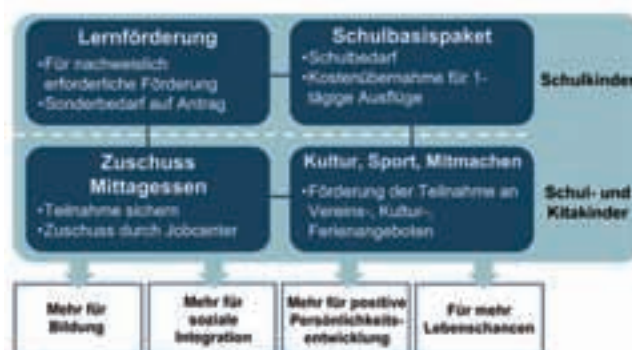 Lernförderung
•Für nachweislich
erforderliche Förderung
•Sonderbedarf auf Antrag
Schulbasispaket
•Schulbedarf
•Kostenübernahme für 1-
tägige Ausflüge
Schulkinder
Zuschuss
Mittagessen
•Teilnahme sichern
•Zuschuss durch Jobcenter
Kultur, Sport, Mitmachen
•Förderung der Teilnahme an
Vereins-, Kultur-,
Ferienangeboten
Schul- und
Kitakinder
Mehr für
Bildung
Mehr für
soziale
Integration
Mehr für positive
Persönlichkeits-
entwicklung
Für mehr
Lebenschancen